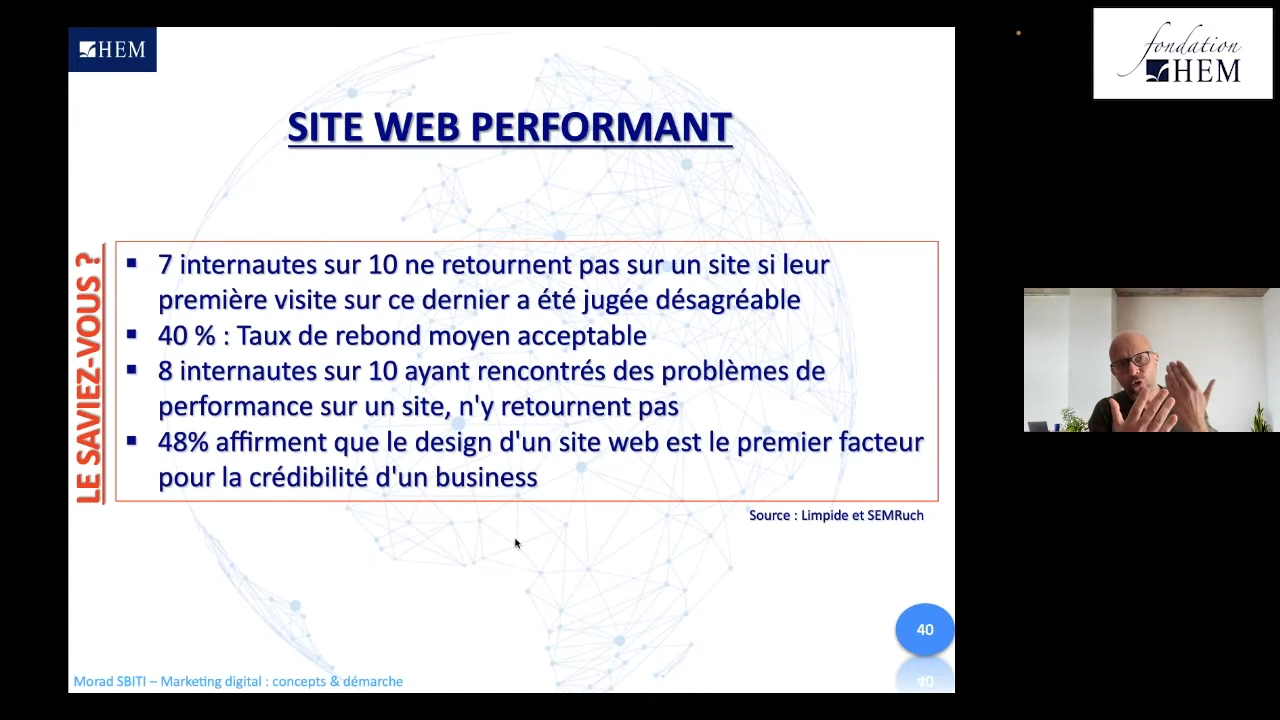 HEM
fondation
HEM
SITE WEB PERFORMANT
LE SAVIEZ-VOUS ?
▪ 7 internautes sur 10 ne retournent pas sur un site si leur
première visite sur ce dernier a été jugée désagréable
▪ 40 % : Taux de rebond moyen acceptable
▪ 8 internautes sur 10 ayant rencontrés des problèmes de
performance sur un site, n'y retournent pas
▪ 48% affirment que le design d'un site web est le premier facteur
pour la crédibilité d'un business
Source : Limpide et SEMRuch
40
Morad SBITI – Marketing digital : concepts & démarche